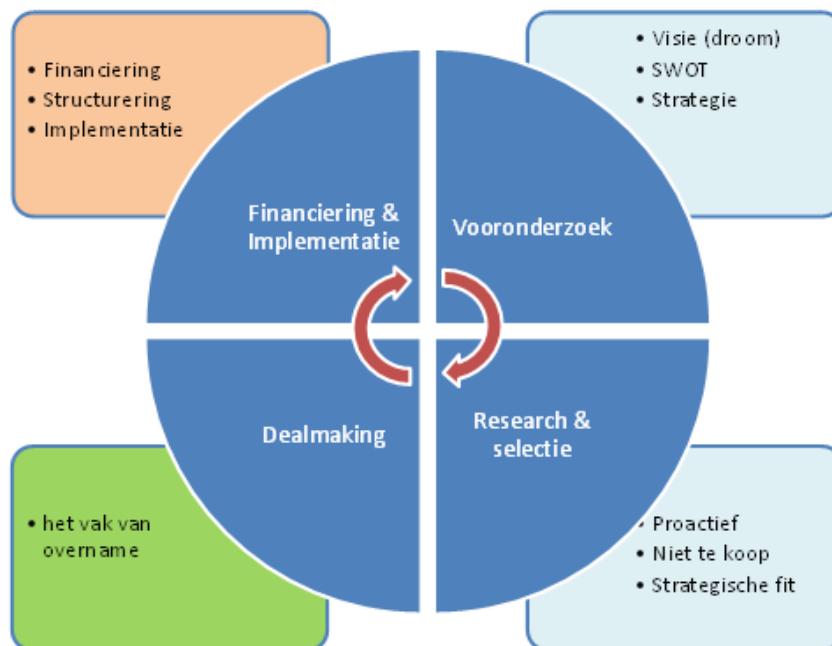 • Financiering
• Structurering
• Implementatie
• Visie (droom)
• SWOT
• Strategie
Financiering &
Implementatie
Vooronderzoek
Dealmaking
Research &
selectie
• het vak van
overname
• Proactief
• Niet te koop
• Strategische fit